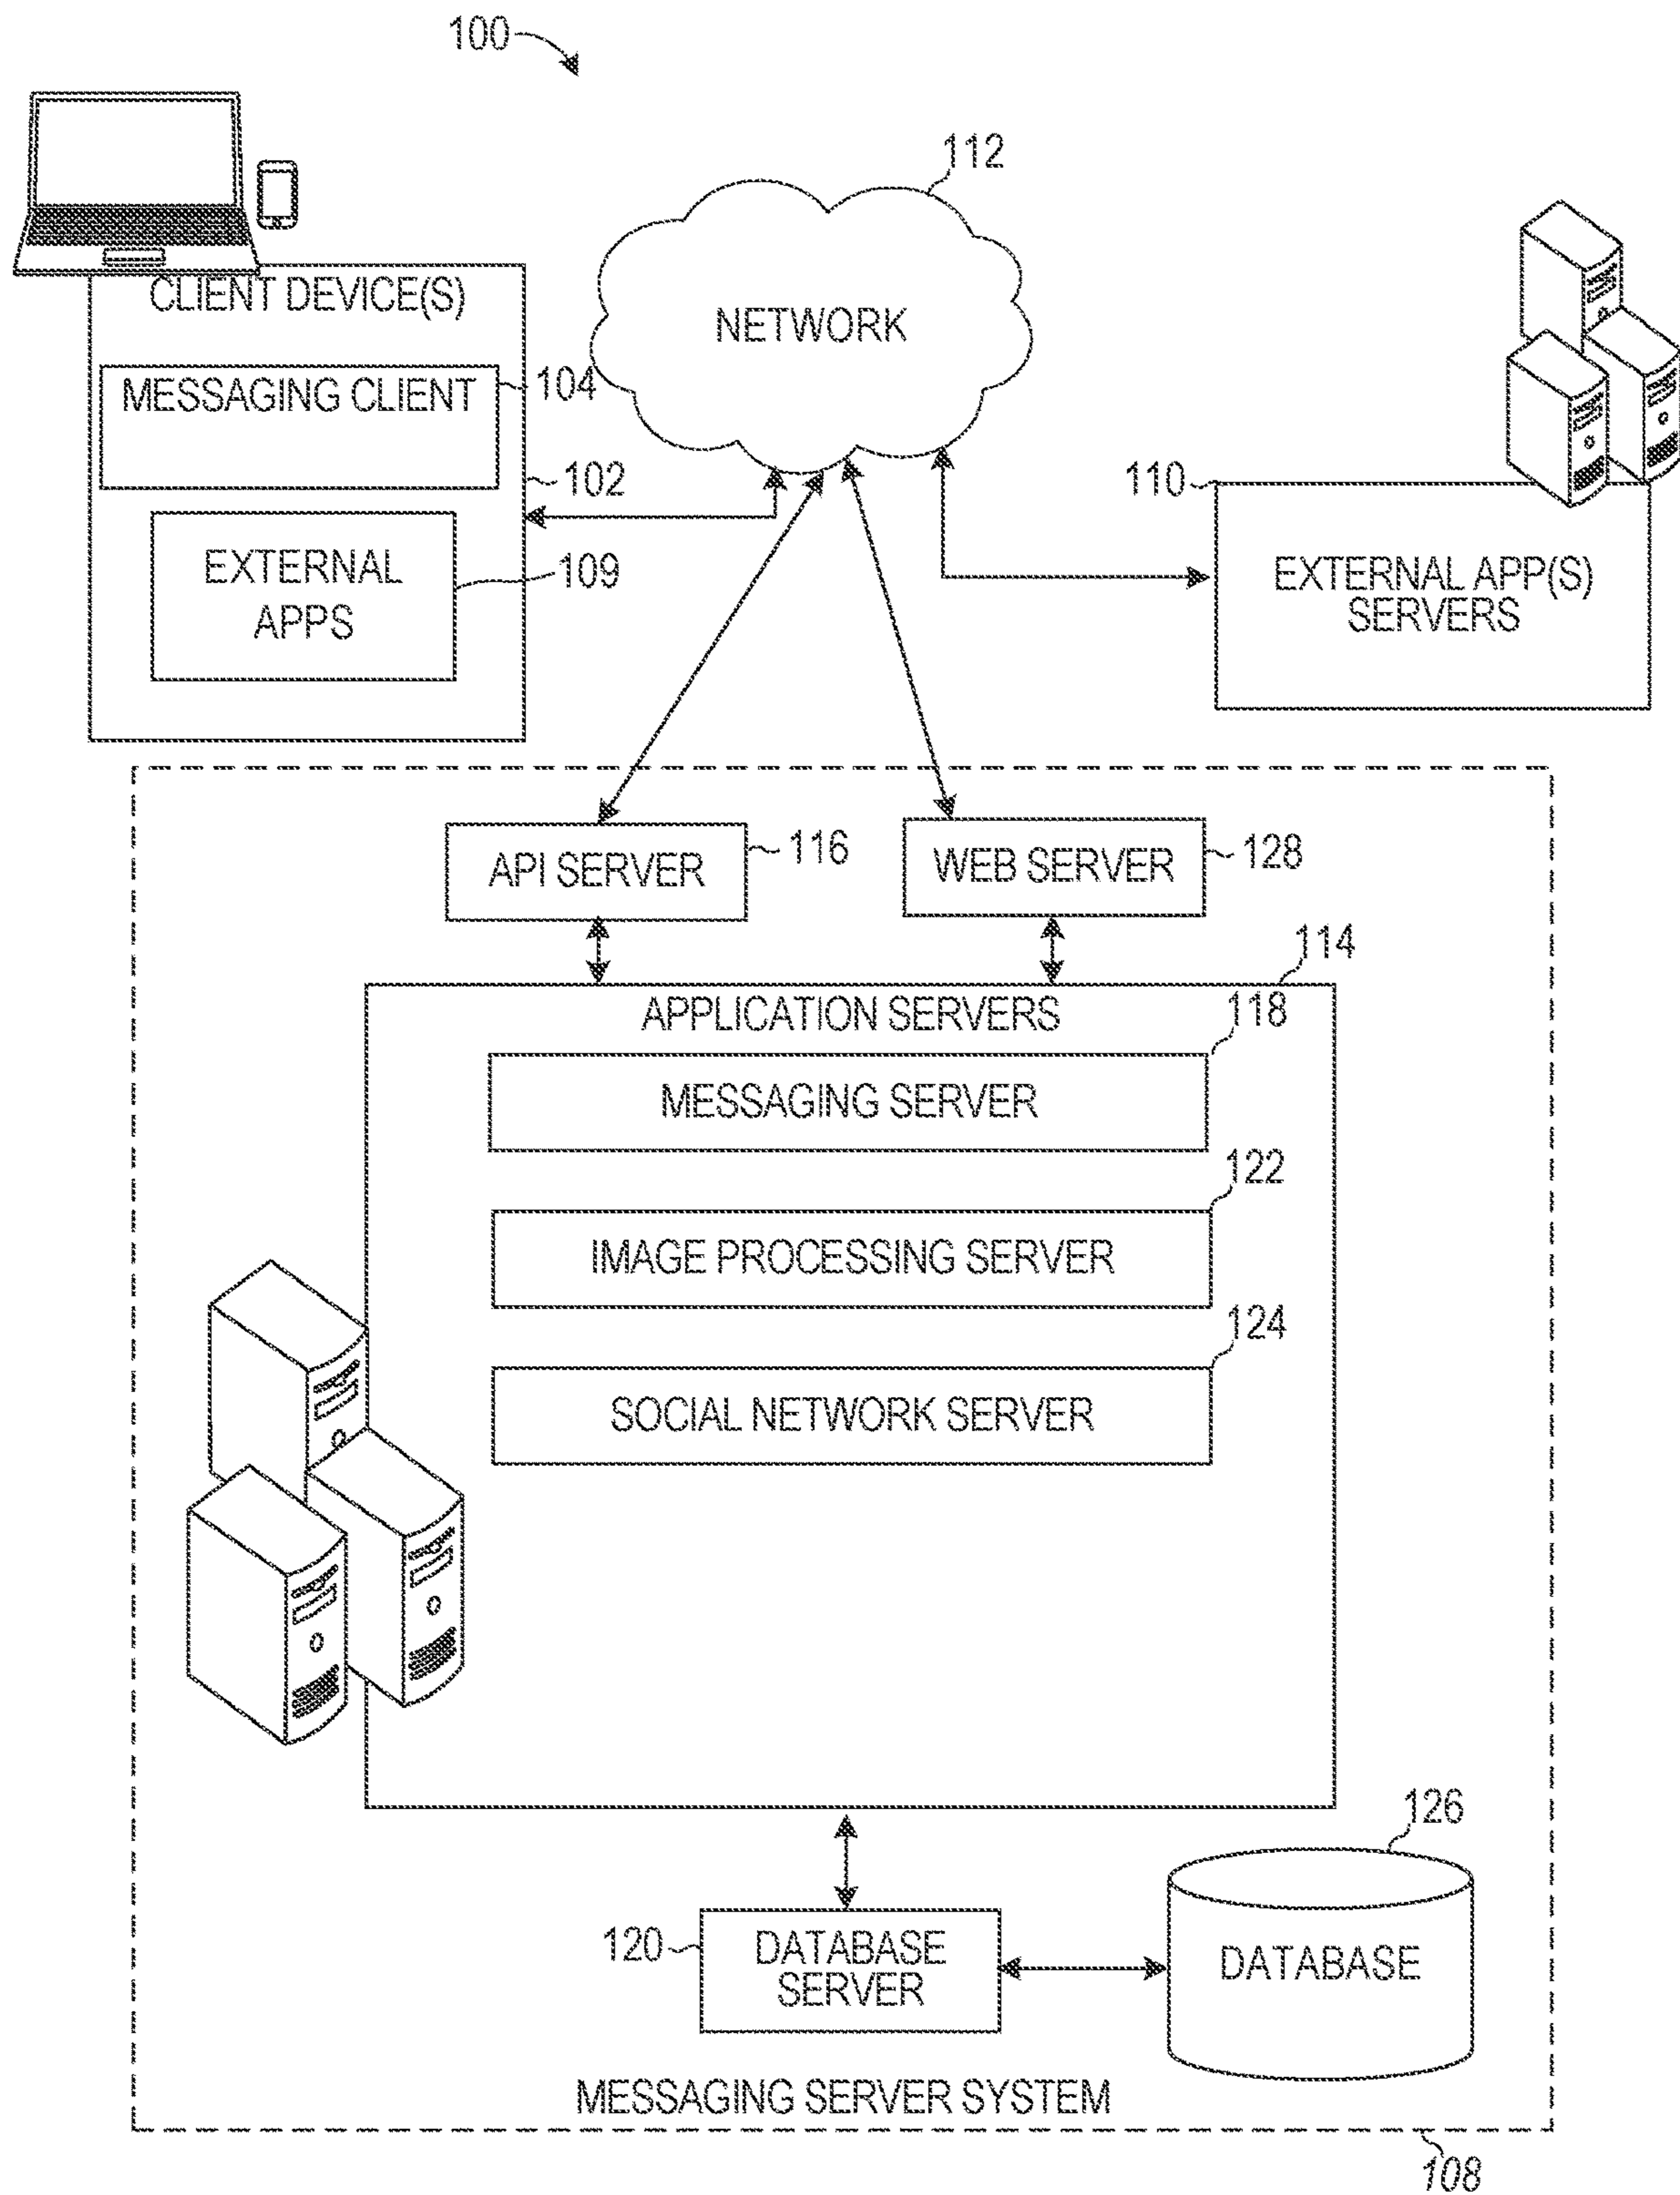 100
112
CLIENT DEVICE(S)
NETWORK
MESSAGING CLIENT
104
102
110
EXTERNAL
APPS
109
EXTERNAL APP(S)
SERVERS
API SERVER
116
WEB SERVER
128
114
APPLICATION SERVERS
118
MESSAGING SERVER
122
IMAGE PROCESSING SERVER
124
SOCIAL NETWORK SERVER
126
120
DATABASE
SERVER
DATABASE
MESSAGING SERVER SYSTEM
108